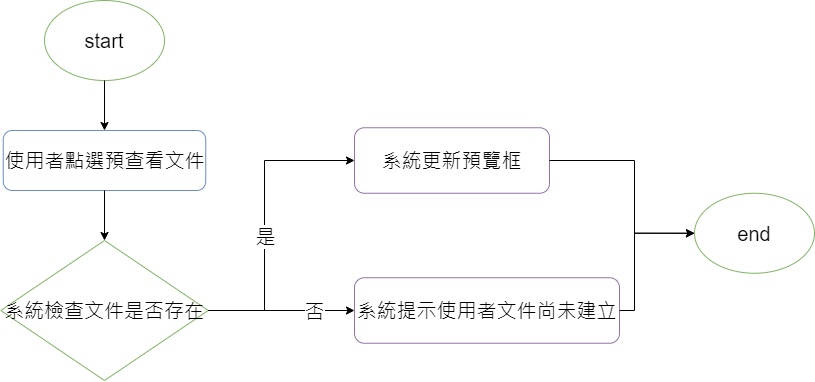 start
使用者點選預查看文件
系統檢查文件是否存在
是
系統更新預覽框
否
系統提示使用者文件尚未建立
end